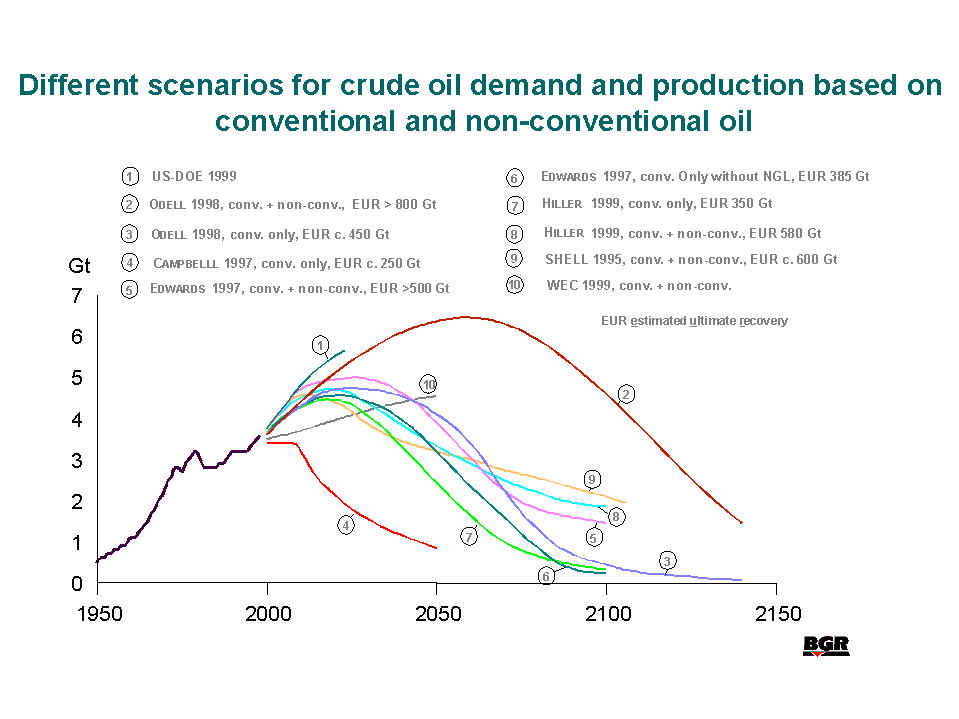 Different scenarios for crude oil demand and production based on
conventional and non-conventional oil
1 US-DOE 1999
2 ODELL 1998, conv. + non-conv., EUR > 800 Gt
3 ODELL 1998, conv. only, EUR c. 450 Gt
4 CAMPBELLL 1997, conv. only, EUR c. 250 Gt
5 EDWARDS 1997, conv. + non-conv., EUR >500 Gt
6 EDWARDS 1997, conv. Only without NGL, EUR 385 Gt
7 HILLER 1999, conv. only, EUR 350 Gt
8 HILLER 1999, conv. + non-conv., EUR 580 Gt
9 SHELL 1995, conv. + non-conv., EUR c. 600 Gt
10 WEC 1999, conv. + non-conv.
EUR estimated ultimate recovery
Gt
7
6
5
4
3
2
1
0
1
10
2
9
8
4
7
5
3
6
1950 2000 2050 2100 2150
BGR